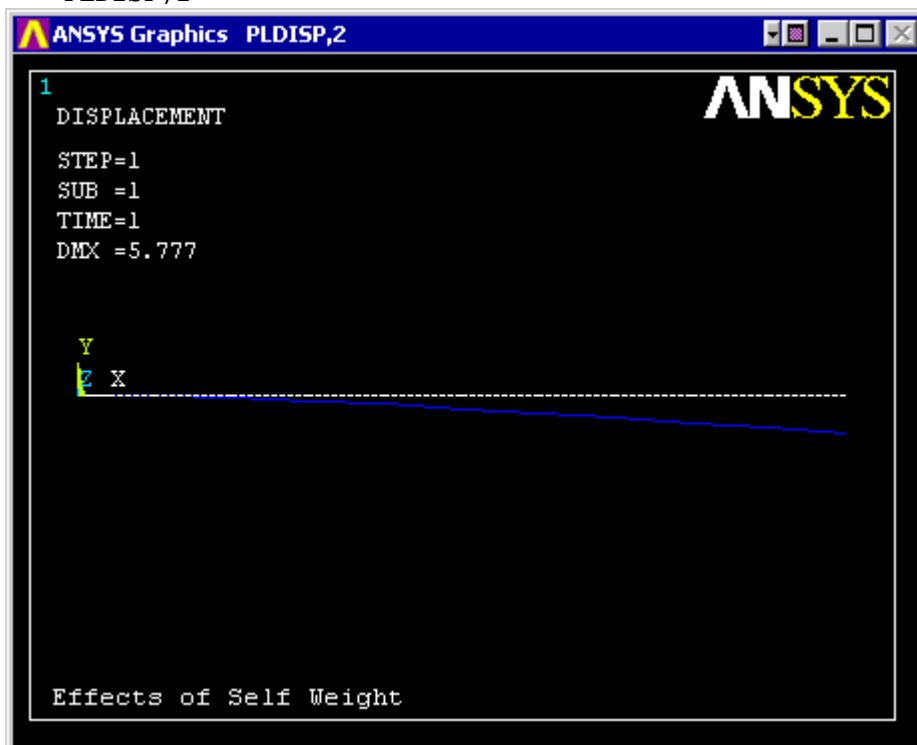 ANSYS Graphics PLDISP,2
1
ANSYS
DISPLACEMENT
STEP=1
SUB =1
TIME=1
DMX =5.777
Y
Z X
Effects of Self Weight